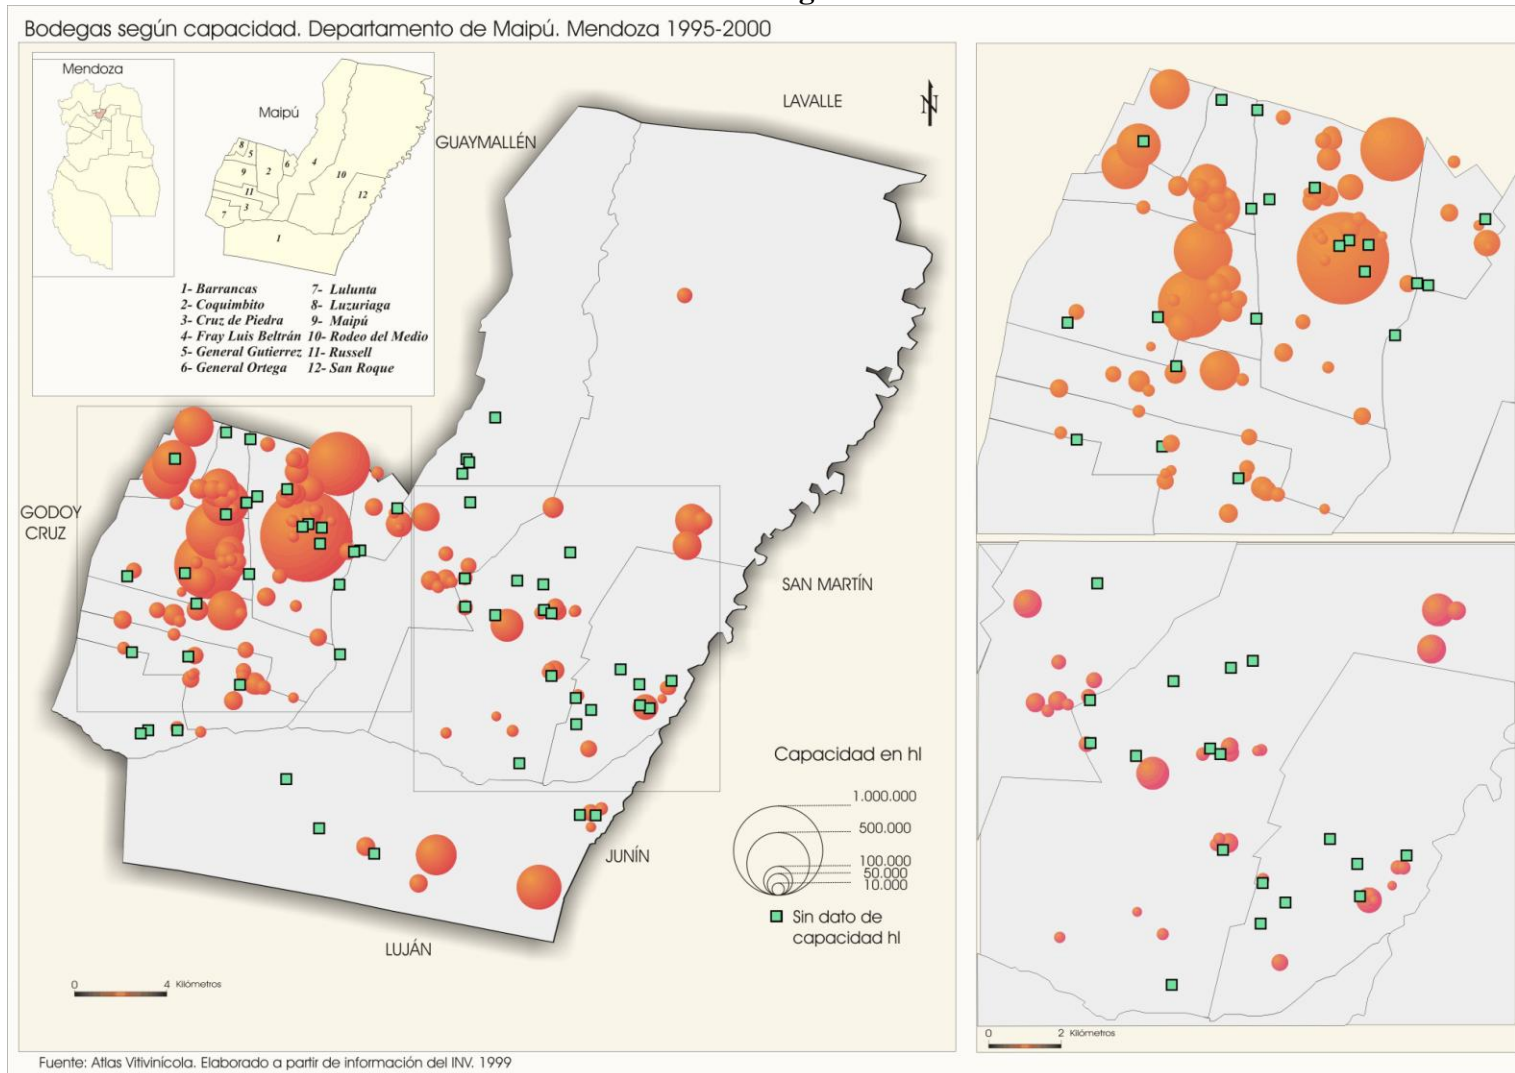 Bodegas según capacidad. Departamento de Maipú. Mendoza 1995-2000
Mendoza
Maipú
8
5
6
9
2
4
10
12
11
3
7
1
1- Barrancas 7- Lulunta
2- Coquimbito 8- Luzuriaga
3- Cruz de Piedra 9- Maipú
4- Fray Luis Beltrán 10- Rodeo del Medio
5- General Gutierrez 11- Russell
6- General Ortega 12- San Roque
LAVALLE
N
GUAYMALLÉN
GODOY
CRUZ
SAN MARTÍN
JUNÍN
LUJÁN
Capacidad en hl
1.000.000
500.000
100.000
50.000
10.000
Sin dato de
capacidad hl
0 4 Kilómetros
0 2 Kilómetros
Fuente: Atlas Vitivinícola. Elaborado a partir de información del INV. 1999